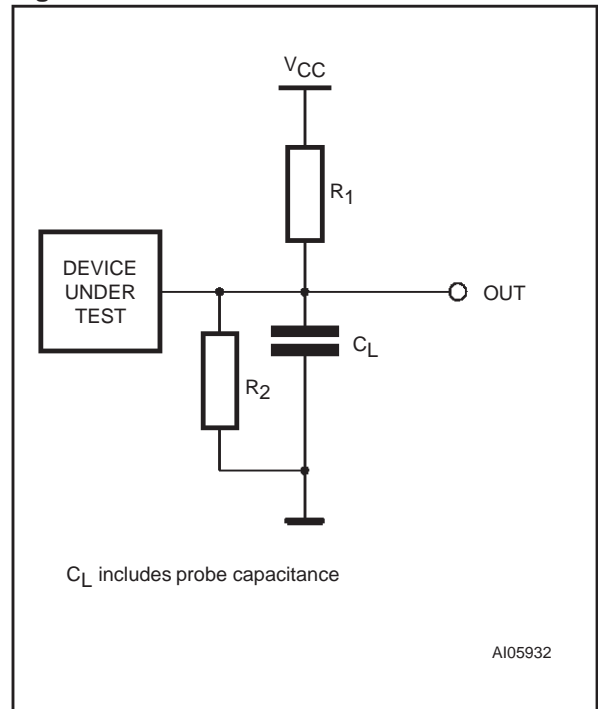 VCC
R1
DEVICE
UNDER
TEST
OUT
CL
R2
CL includes probe capacitance
AI05932